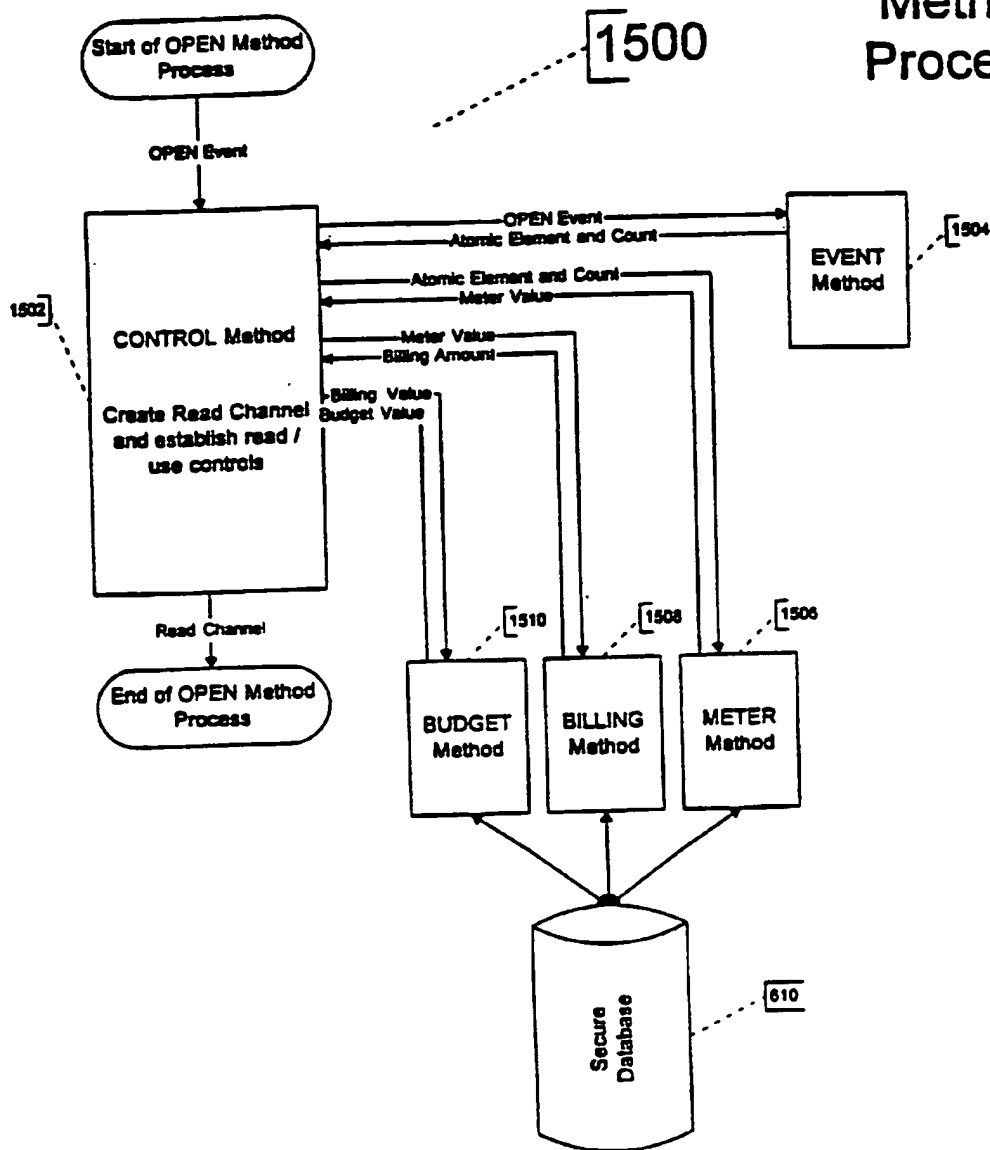 Start of OPEN Method
Process
1500
OPEN Event
OPEN Event
Atomic Element and Count
EVENT
Method
1504
Atomic Element and Count
Meter Value
1502
CONTROL Method
Create Read Channel
and establish read /
use controls
Meter Value
Billing Amount
Billing Value
Budget Value
Read Channel
End of OPEN Method
Process
1510
1508
1506
BUDGET
Method
BILLING
Method
METER
Method
Secure
Database
610